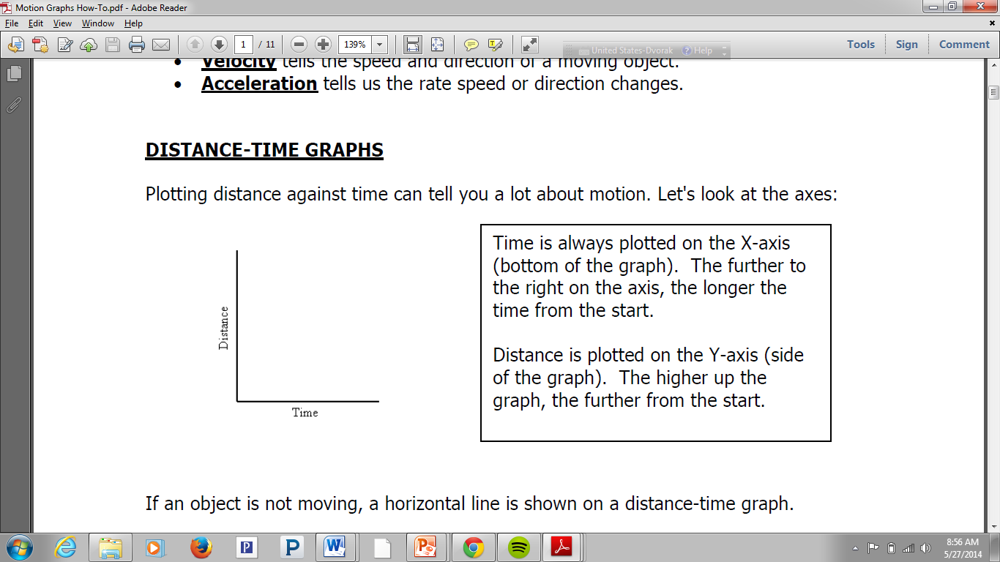 Motion Graphs How-To.pdf - Adobe Reader
File Edit View Window Help
1 / 11 139% Tools Sign Comment
United States-Dvorak Help
• Velocity tells the speed and direction of a moving object.
• Acceleration tells us the rate speed or direction changes.
DISTANCE-TIME GRAPHS
Plotting distance against time can tell you a lot about motion. Let's look at the axes:
Distance
Time
Time is always plotted on the X-axis
(bottom of the graph). The further to
the right on the axis, the longer the
time from the start.
Distance is plotted on the Y-axis (side
of the graph). The higher up the
graph, the further from the start.
If an object is not moving, a horizontal line is shown on a distance-time graph.
8:56 AM
5/27/2014